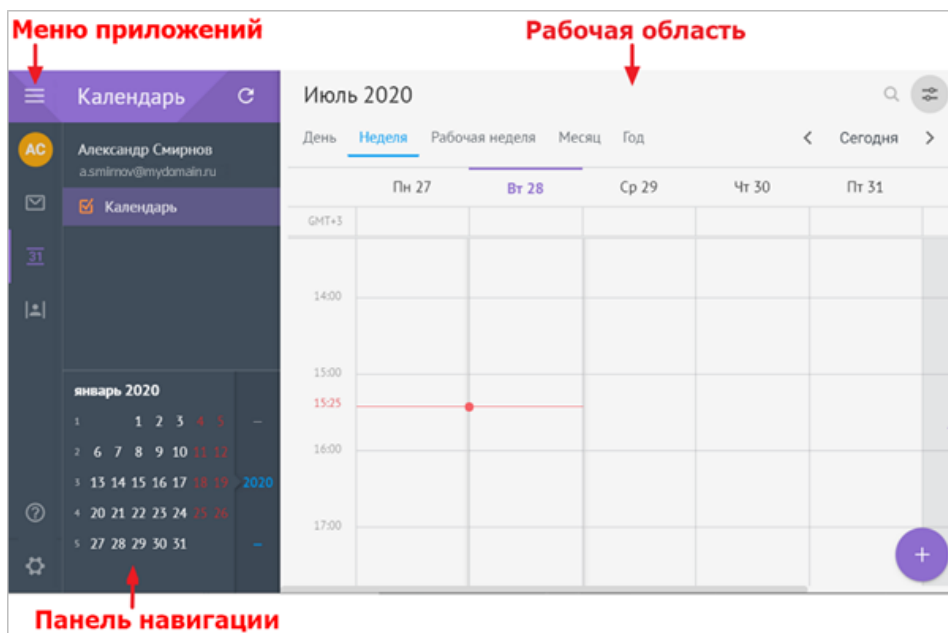 Меню приложений
Рабочая область
Календарь
Июль 2020
День Неделя Рабочая неделя Месяц Год
Сегодня
АС
Александр Смирнов
a.smirnov@mydomain.ru
Календарь
31
Пн 27 Вт 28 Ср 29 Чт 30 Пт 31
GMT+3
14:00
15:00
15:25
16:00
17:00
январь 2020
1 1 2 3 4 5
2 6 7 8 9 10 11 12
3 13 14 15 16 17 18 19 2020
4 20 21 22 23 24 25 26
5 27 28 29 30 31
Панель навигации